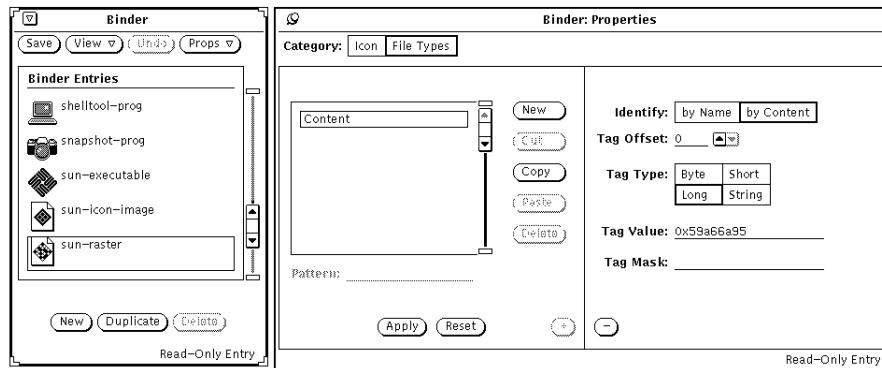 Binder
Save View Undo Props
Binder Entries
shelltool-prog
snapshot-prog
sun-executable
sun-icon-image
sun-raster
New Duplicate Delete
Read-Only Entry
Binder: Properties
Category: Icon File Types
Content
New
Cut
Copy
Paste
Delete
Pattern:
Apply Reset +
Identify: by Name by Content
Tag Offset: 0
Tag Type: Byte Short
Long String
Tag Value: 0x59a66a95
Tag Mask:
−
Read-Only Entry